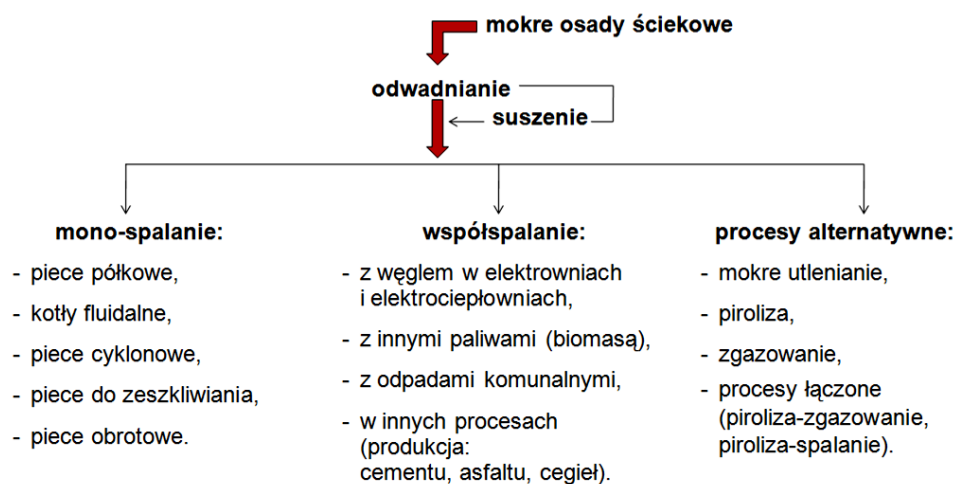 mokre osady ściekowe
odwadnianie
suszenie
mono-spalanie:
- piece półkowe,
- kotły fluidalne,
- piece cyklonowe,
- piece do zeszkliwiania,
- piece obrotowe.
współspalanie:
- z węglem w elektrowniach
i elektrociepłowniach,
- z innymi paliwami (biomasą),
- z odpadami komunalnymi,
- w innych procesach
(produkcja:
cementu, asfaltu, cegieł).
procesy alternatywne:
- mokre utlenianie,
- piroliza,
- zgazowanie,
- procesy łączone
(piroliza-zgazowanie,
piroliza-spalanie).